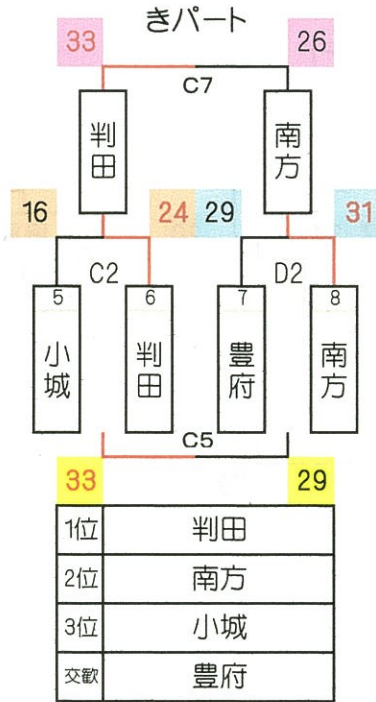 きパート
33 26
C7
判田 南方
16 24 29 31
C2 D2
5 6 7 8
小城 判田 豊府 南方
C5
33 29
1位 判田
2位 南方
3位 小城
交歓 豊府